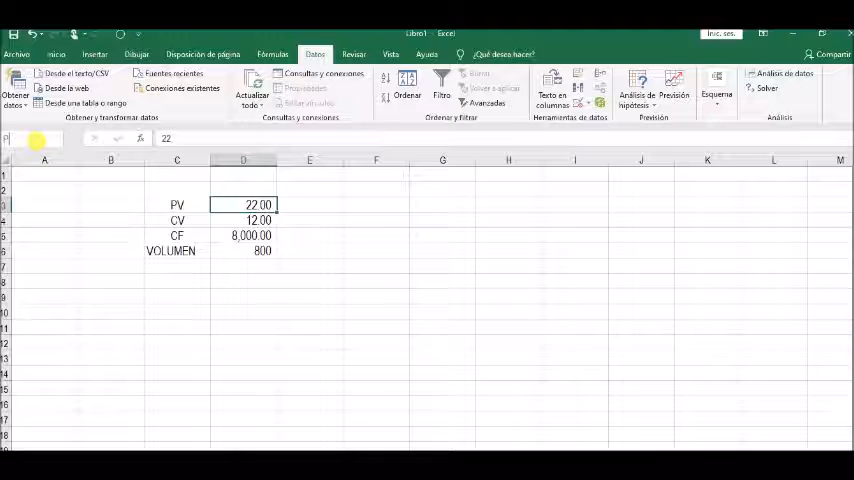 Libro1 - Excel
Inic. ses.
Archivo Inicio Insertar Dibujar Disposición de página Fórmulas Datos Revisar Vista Ayuda ¿Qué desea hacer? Compartir
Obtener datos
Desde el texto/CSV
Desde la web
Desde una tabla o rango
Fuentes recientes
Conexiones existentes
Obtener y transformar datos
Actualizar todo
Consultas y conexiones
Propiedades
Editar vínculos
Consultas y conexiones
Ordenar
Filtro
Borrar
Volver a aplicar
Avanzadas
Ordenar y filtrar
Texto en columnas
Herramientas de datos
Análisis de hipótesis
Previsión
Previsión
Esquema
Análisis de datos
Solver
Análisis
P 22
A B C D E F G H I J K L M
1
2
3 PV 22.00
4 CV 12.00
5 CF 8,000.00
6 VOLUMEN 800
7
8
9
10
11
12
13
14
15
16
17
18